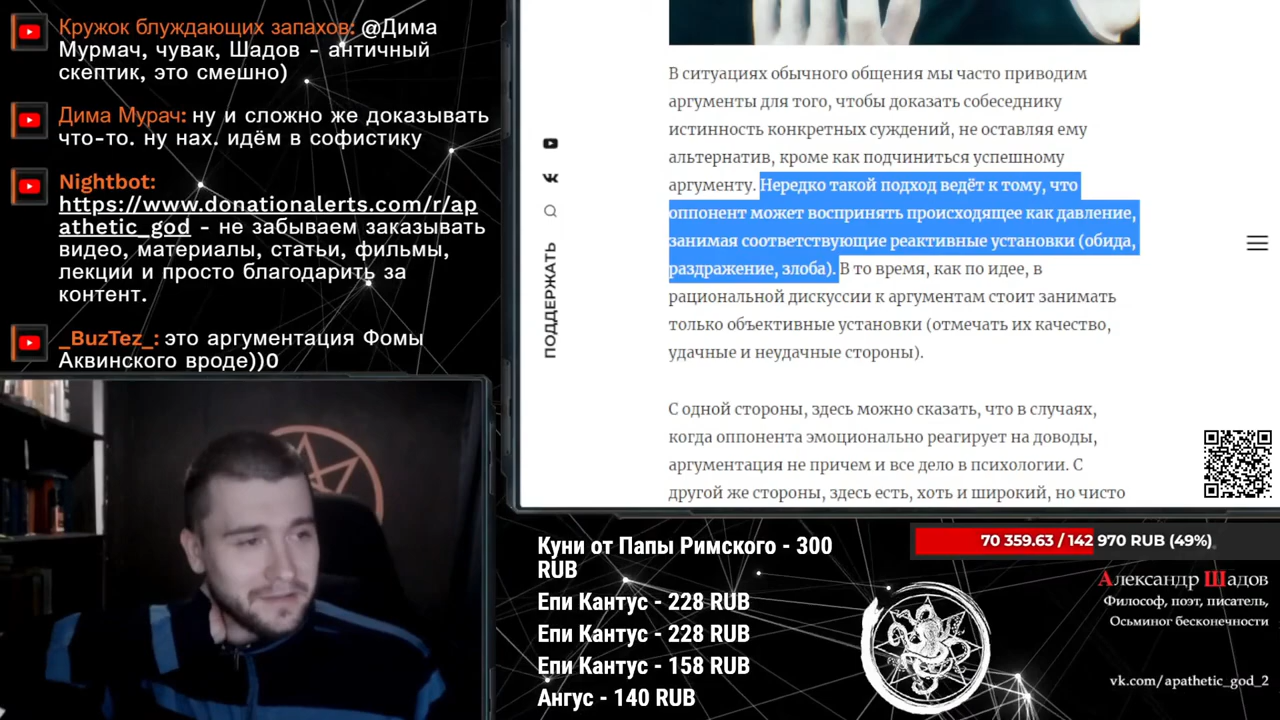 Кружок блуждающих запахов: @Дима
Мурмач, чувак, Шадов - античный
скептик, это смешно)
Дима Мурач: ну и сложно же доказывать
что-то. ну нах. идём в софистику
Nightbot:
https://www.donationalerts.com/r/ap
athetic_god - не забываем заказывать
видео, материалы, статьи, фильмы,
лекции и просто благодарить за
контент.
_BuzTez_: это аргументация Фомы
Аквинского вроде))0
ПОДДЕРЖАТЬ
В ситуациях обычного общения мы часто приводим
аргументы для того, чтобы доказать собеседнику
истинность конкретных суждений, не оставляя ему
альтернатив, кроме как подчиниться успешному
аргументу. Нередко такой подход ведёт к тому, что
оппонент может воспринять происходящее как давление,
занимая соответствующие реактивные установки (обида,
раздражение, злоба). В то время, как по идее, в
рациональной дискуссии к аргументам стоит занимать
только объективные установки (отмечать их качество,
удачные и неудачные стороны).
С одной стороны, здесь можно сказать, что в случаях,
когда оппонента эмоционально реагирует на доводы,
аргументация не причем и все дело в психологии. С
другой же стороны, здесь есть, хоть и широкий, но чисто
Куни от Папы Римского - 300
RUB
Епи Кантус - 228 RUB
Епи Кантус - 228 RUB
Епи Кантус - 158 RUB
Ангус - 140 RUB
70 359.63 / 142 970 RUB (49%)
Александр Шадов
Философ, поэт, писатель,
Осьминог бесконечности
vk.com/apathetic_god_2